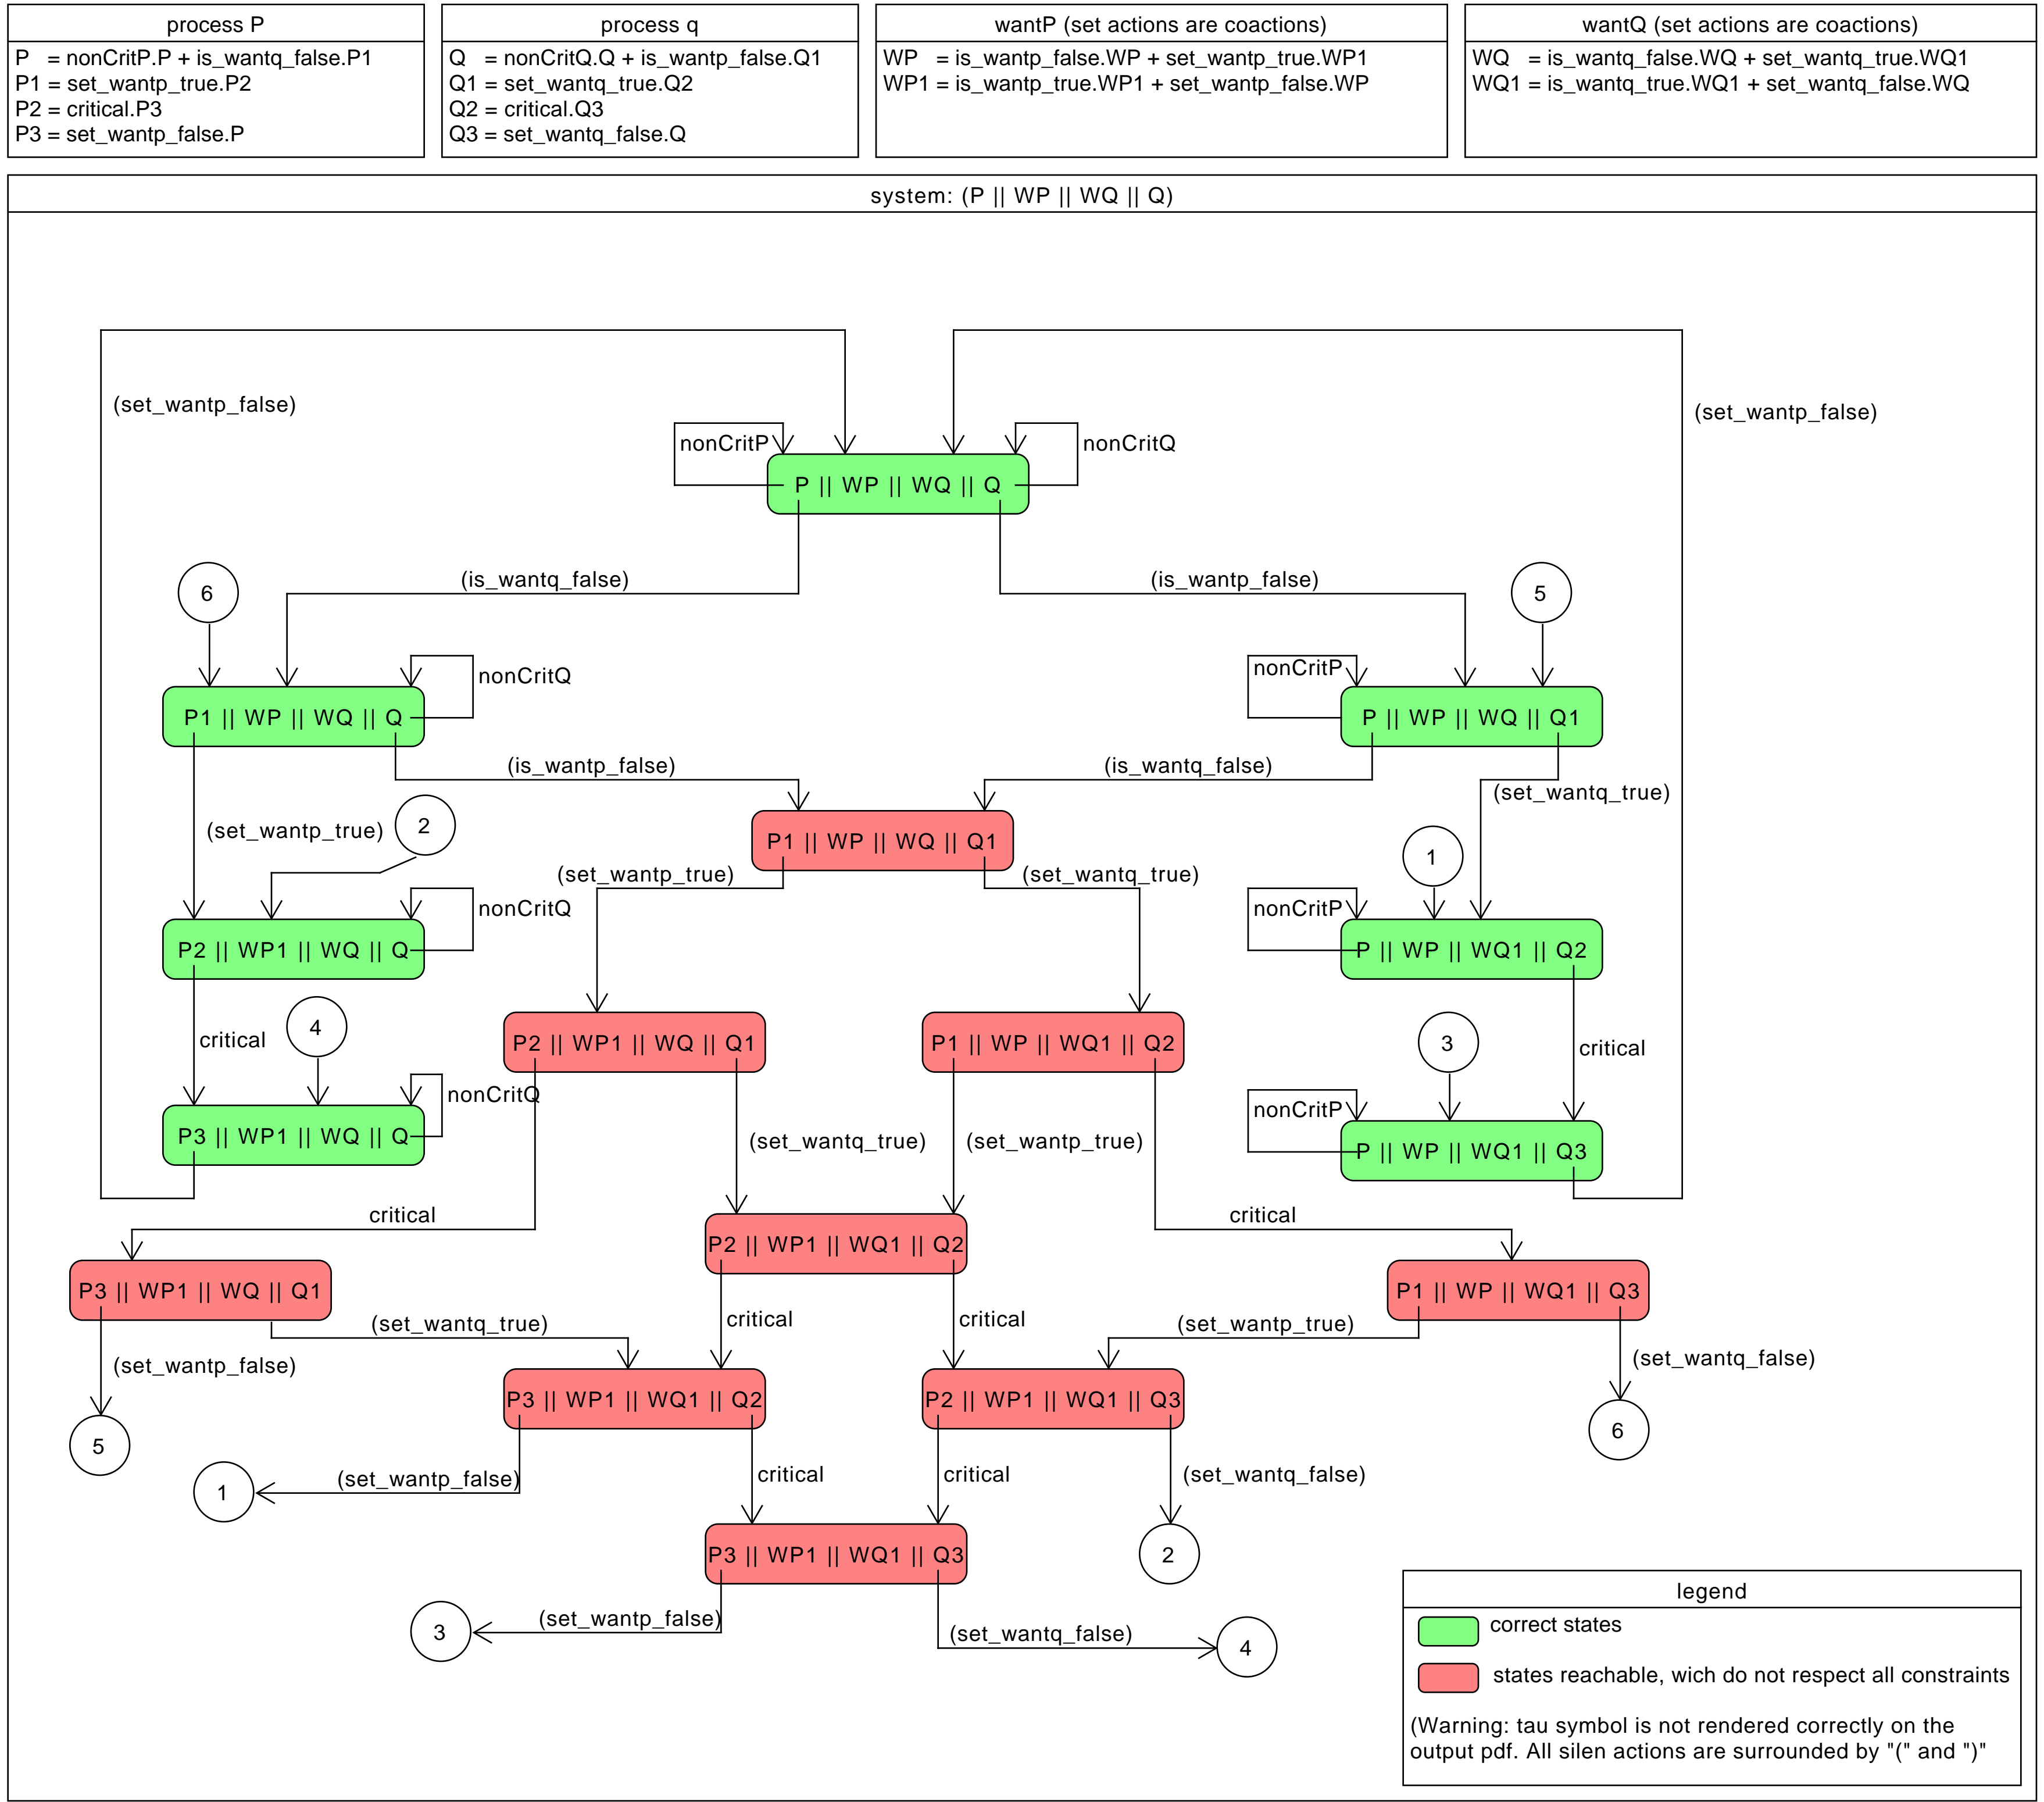 process P
P = nonCritP.P + is_wantq_false.P1
P1 = set_wantp_true.P2
P2 = critical.P3
P3 = set_wantp_false.P
process q
Q = nonCritQ.Q + is_wantp_false.Q1
Q1 = set_wantq_true.Q2
Q2 = critical.Q3
Q3 = set_wantq_false.Q
wantP (set actions are coactions)
WP = is_wantp_false.WP + set_wantp_true.WP1
WP1 = is_wantp_true.WP1 + set_wantp_false.WP
wantQ (set actions are coactions)
WQ = is_wantq_false.WQ + set_wantq_true.WQ1
WQ1 = is_wantq_true.WQ1 + set_wantq_false.WQ
system: (P || WP || WQ || Q)
(set_wantp_false)
(set_wantp_false)
nonCritP
nonCritQ
P || WP || WQ || Q
(is_wantq_false)
(is_wantp_false)
6
5
nonCritQ
nonCritP
P1 || WP || WQ || Q
P || WP || WQ || Q1
(is_wantp_false)
(is_wantq_false)
(set_wantq_true)
(set_wantp_true)
2
P1 || WP || WQ || Q1
1
(set_wantp_true)
(set_wantq_true)
nonCritQ
nonCritP
P2 || WP1 || WQ || Q
P || WP || WQ1 || Q2
4
critical
P2 || WP1 || WQ || Q1
P1 || WP || WQ1 || Q2
3
critical
nonCritQ
nonCritP
P3 || WP1 || WQ || Q
(set_wantq_true)
(set_wantp_true)
P || WP || WQ1 || Q3
critical
critical
P2 || WP1 || WQ1 || Q2
P3 || WP1 || WQ || Q1
P1 || WP || WQ1 || Q3
(set_wantq_true)
critical
critical
(set_wantp_true)
(set_wantp_false)
(set_wantq_false)
P3 || WP1 || WQ1 || Q2
P2 || WP1 || WQ1 || Q3
5
6
1
(set_wantp_false)
critical
critical
(set_wantq_false)
P3 || WP1 || WQ1 || Q3
2
3
(set_wantp_false)
(set_wantq_false)
4
legend
correct states
states reachable, wich do not respect all constraints
(Warning: tau symbol is not rendered correctly on the
output pdf. All silen actions are surrounded by "(" and ")"